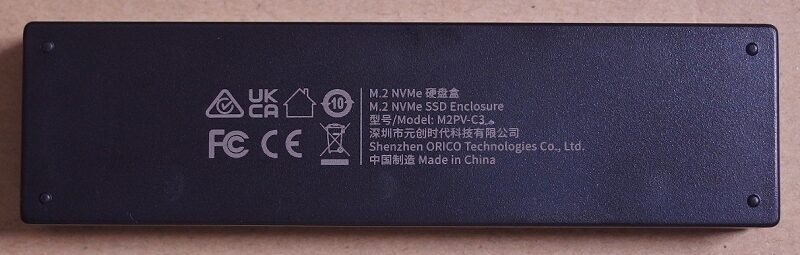 UK
CA
10
FC CE
M.2 NVMe 硬盘盒
M.2 NVMe SSD Enclosure
型号/Model: M2PV-C3
深圳市元创时代科技有限公司
Shenzhen ORICO Technologies Co., Ltd.
中国制造 Made in China